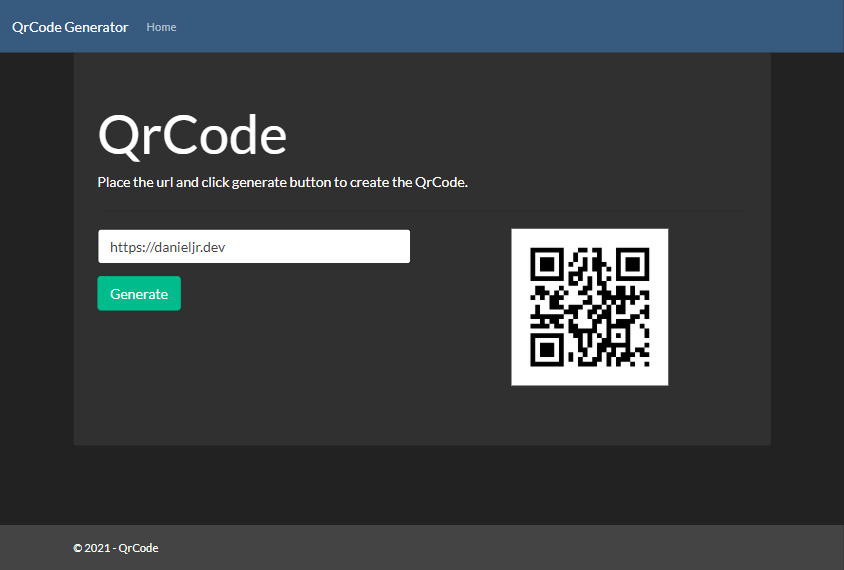 QrCode Generator Home
QrCode
Place the url and click generate button to create the QrCode.
https://danieljr.dev
Generate
© 2021 - QrCode